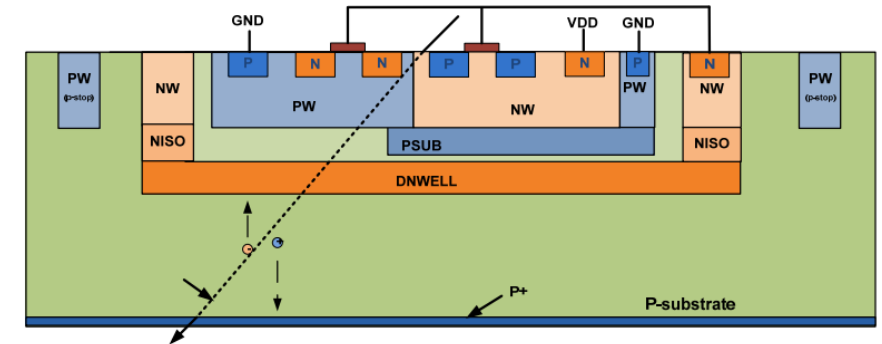 GND
VDD
GND
P
N
N
P
P
N
P
N
PW
(p-stop)
NW
PW
NW
PW
NW
PW
(p-stop)
NISO
PSUB
NISO
DNWELL
-
+
P+
P-substrate